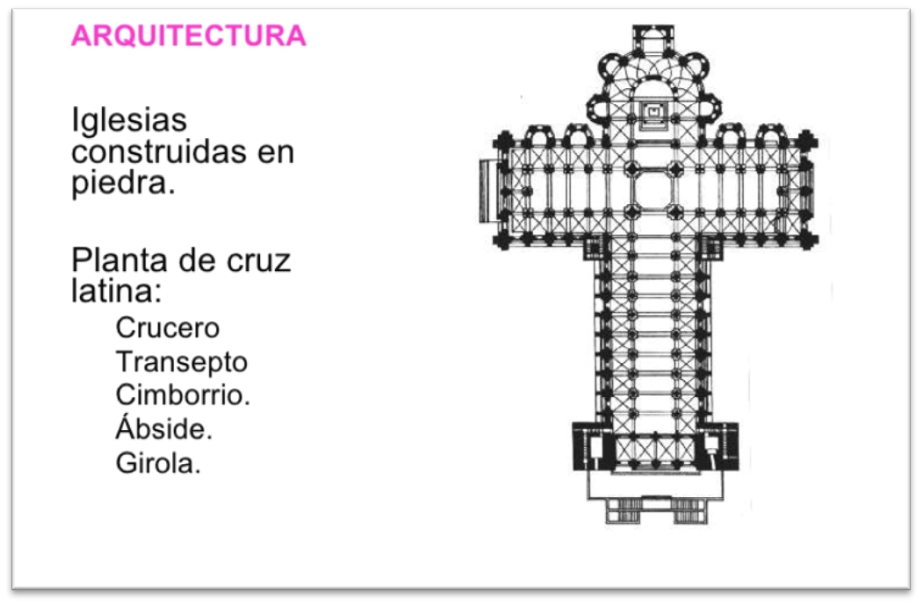 ARQUITECTURA
Iglesias
construidas en
piedra.
Planta de cruz
latina:
Crucero
Transepto
Cimborrio.
Ábside.
Girola.